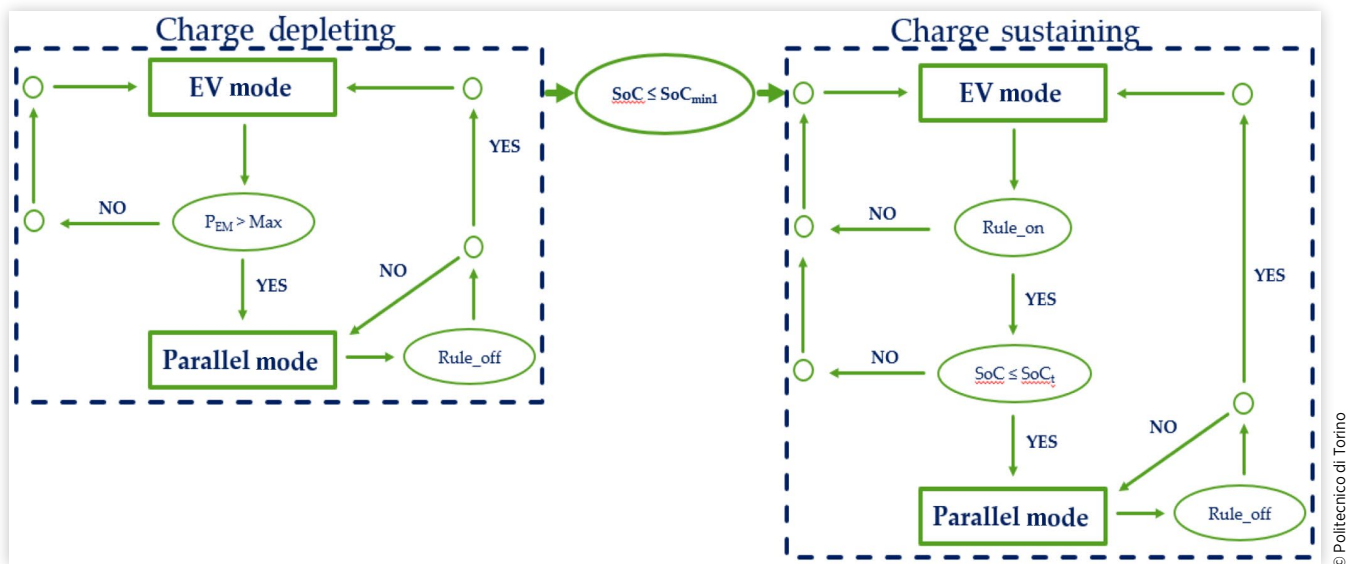 Charge depleting
EV mode
YES
NO
P_EM > Max
NO
YES
Parallel mode
Rule_off
SoC ≤ SoC_min1
Charge sustaining
EV mode
NO
Rule_on
YES
YES
NO
SoC ≤ SoC_t
YES
NO
Parallel mode
Rule_off
© Politecnico di Torino